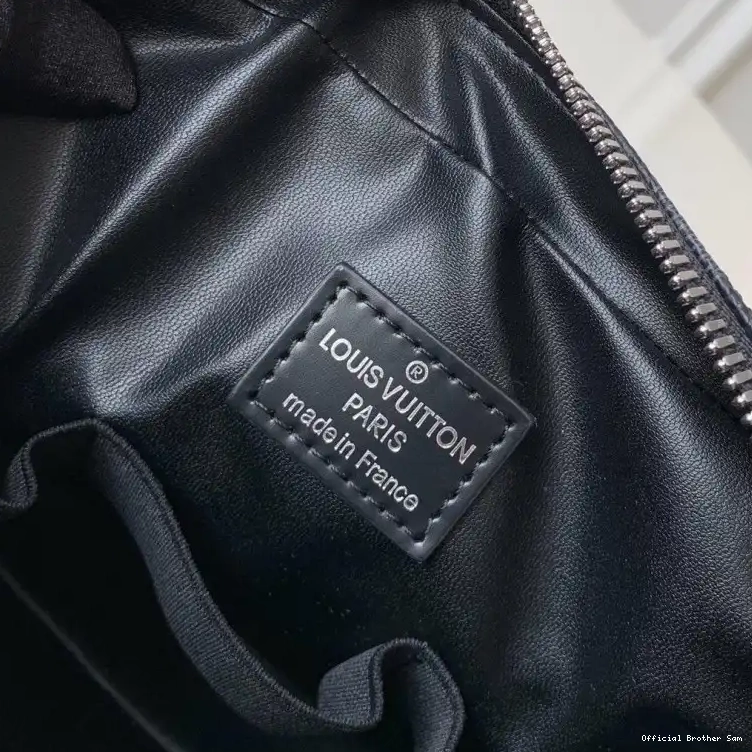 ®
LOUIS VUITTON
PARIS
made in France
Official Brother Sam